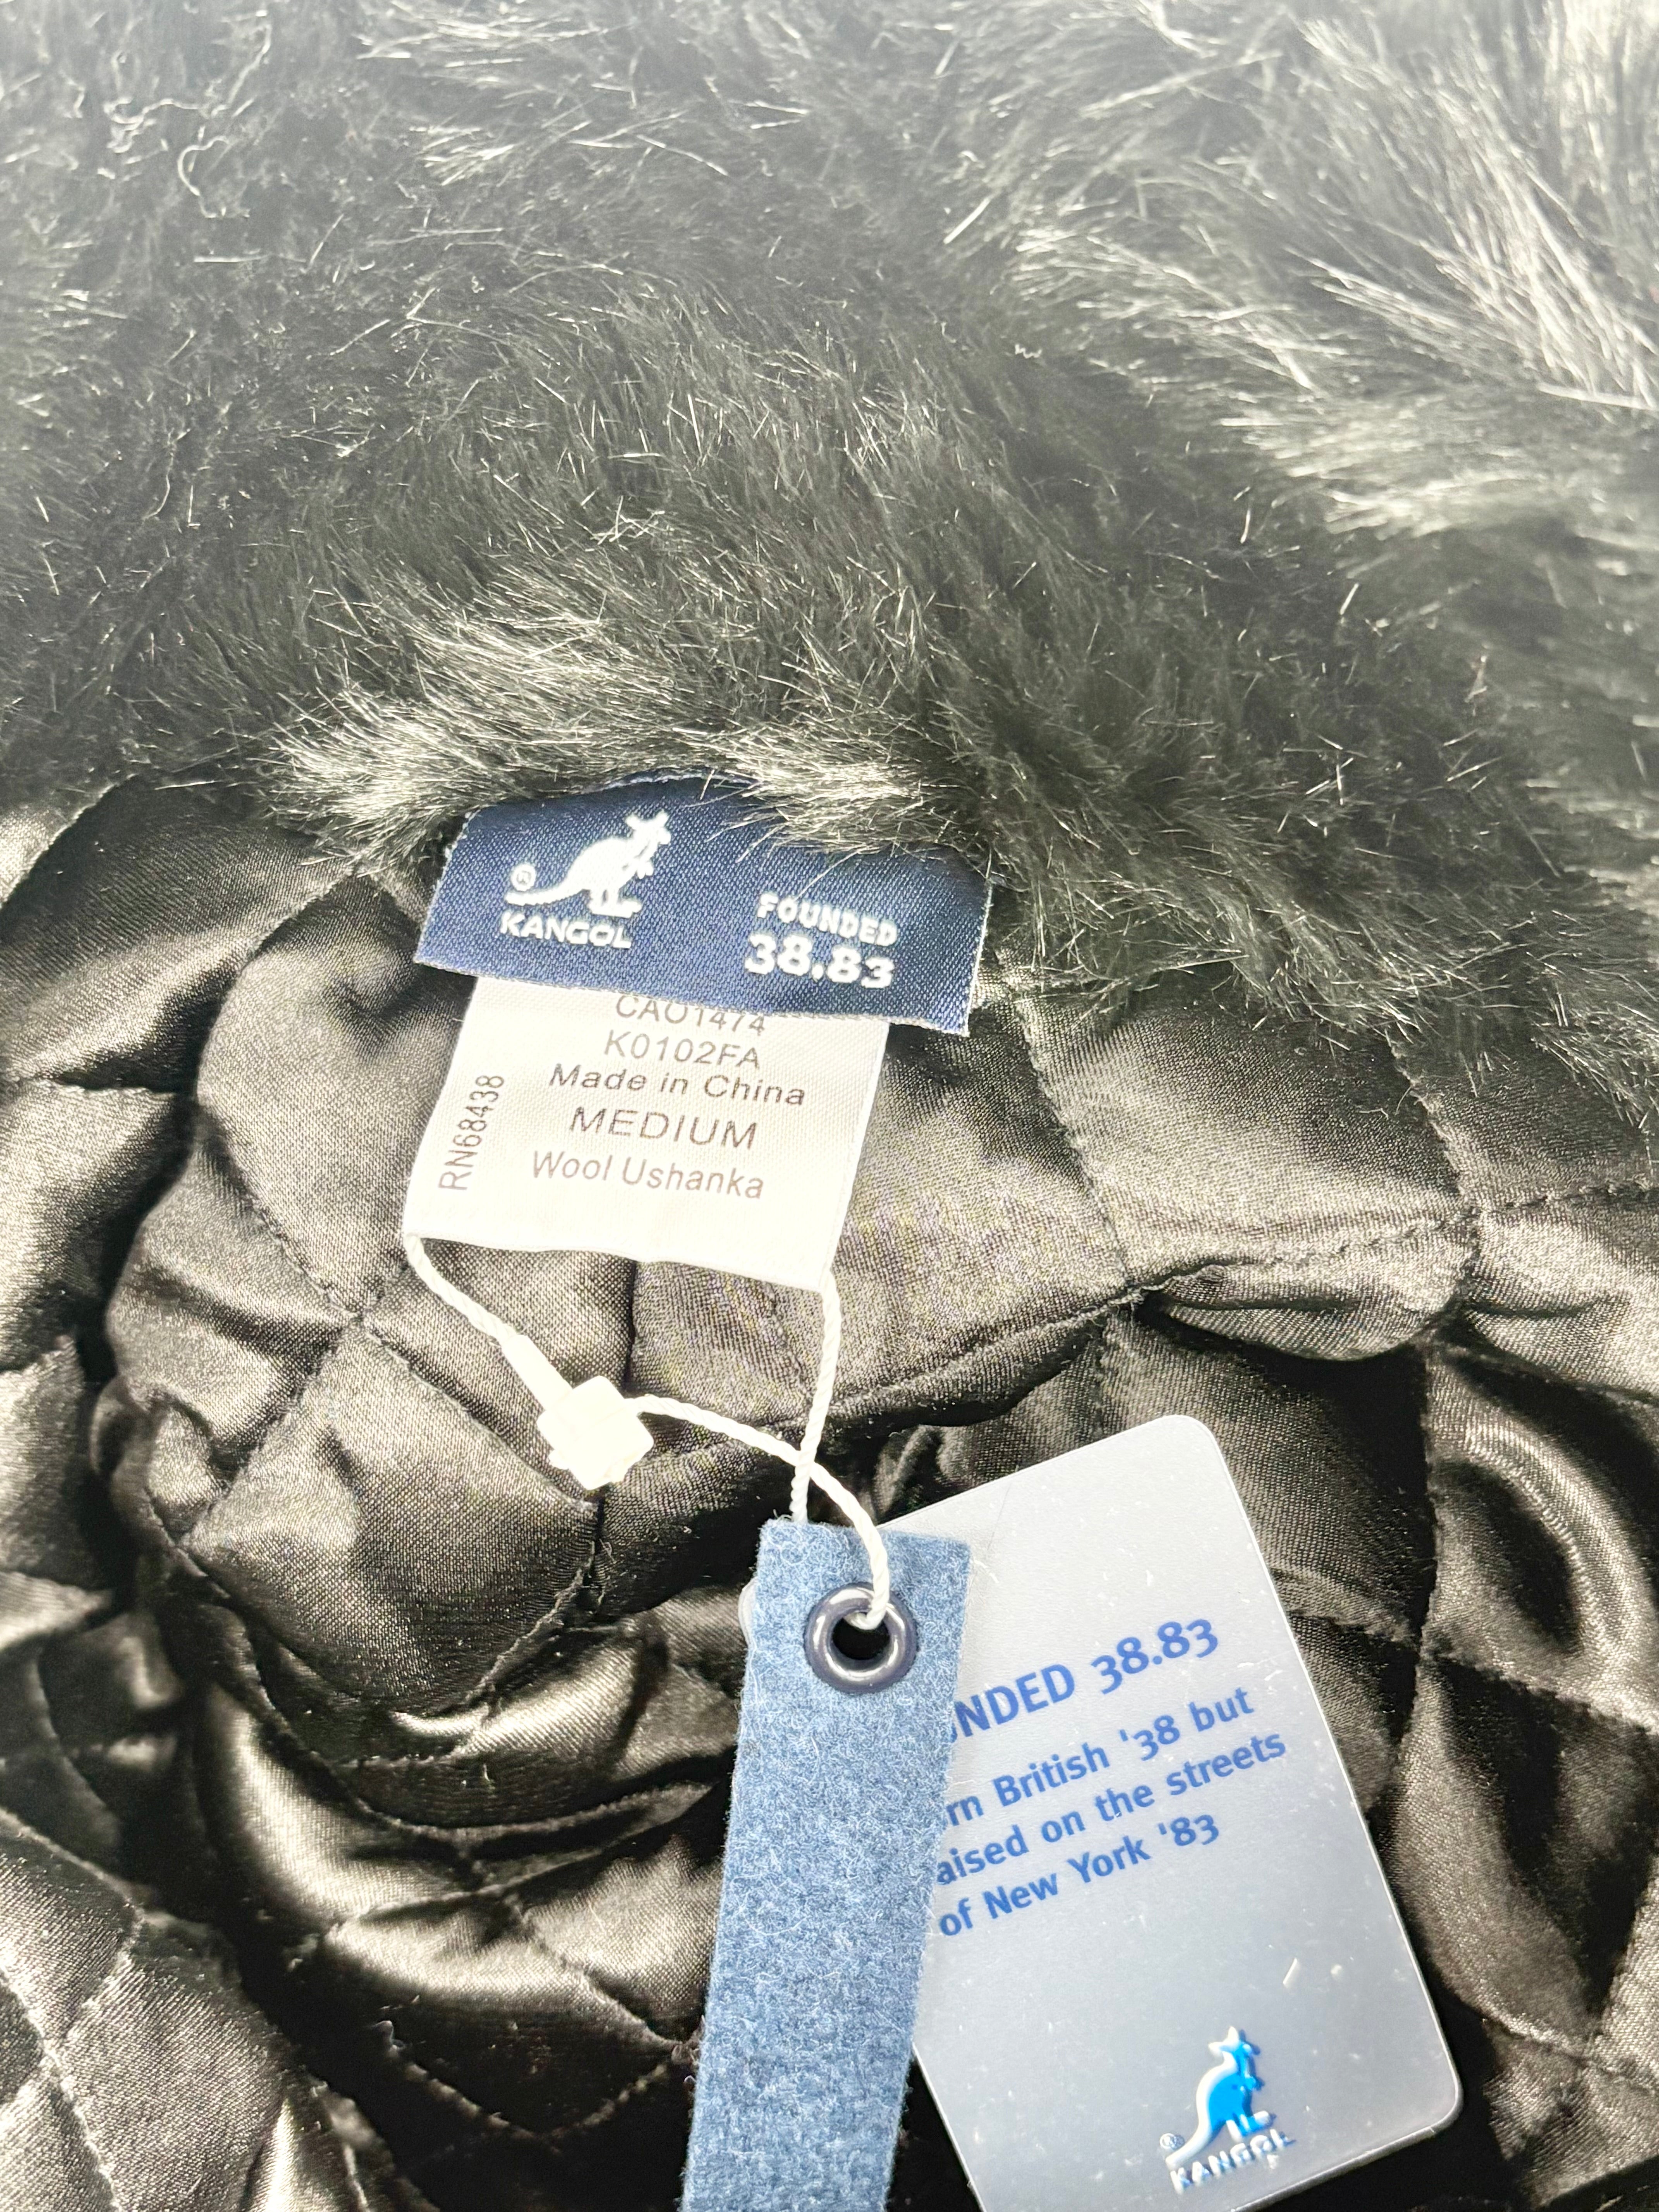 ®
KANGOL
FOUNDED
38.83
CAO1474
K0102FA
Made in China
MEDIUM
Wool Ushanka
RN68438
NDED 38.83
rn British '38 but
aised on the streets
of New York '83
®
KANGOL